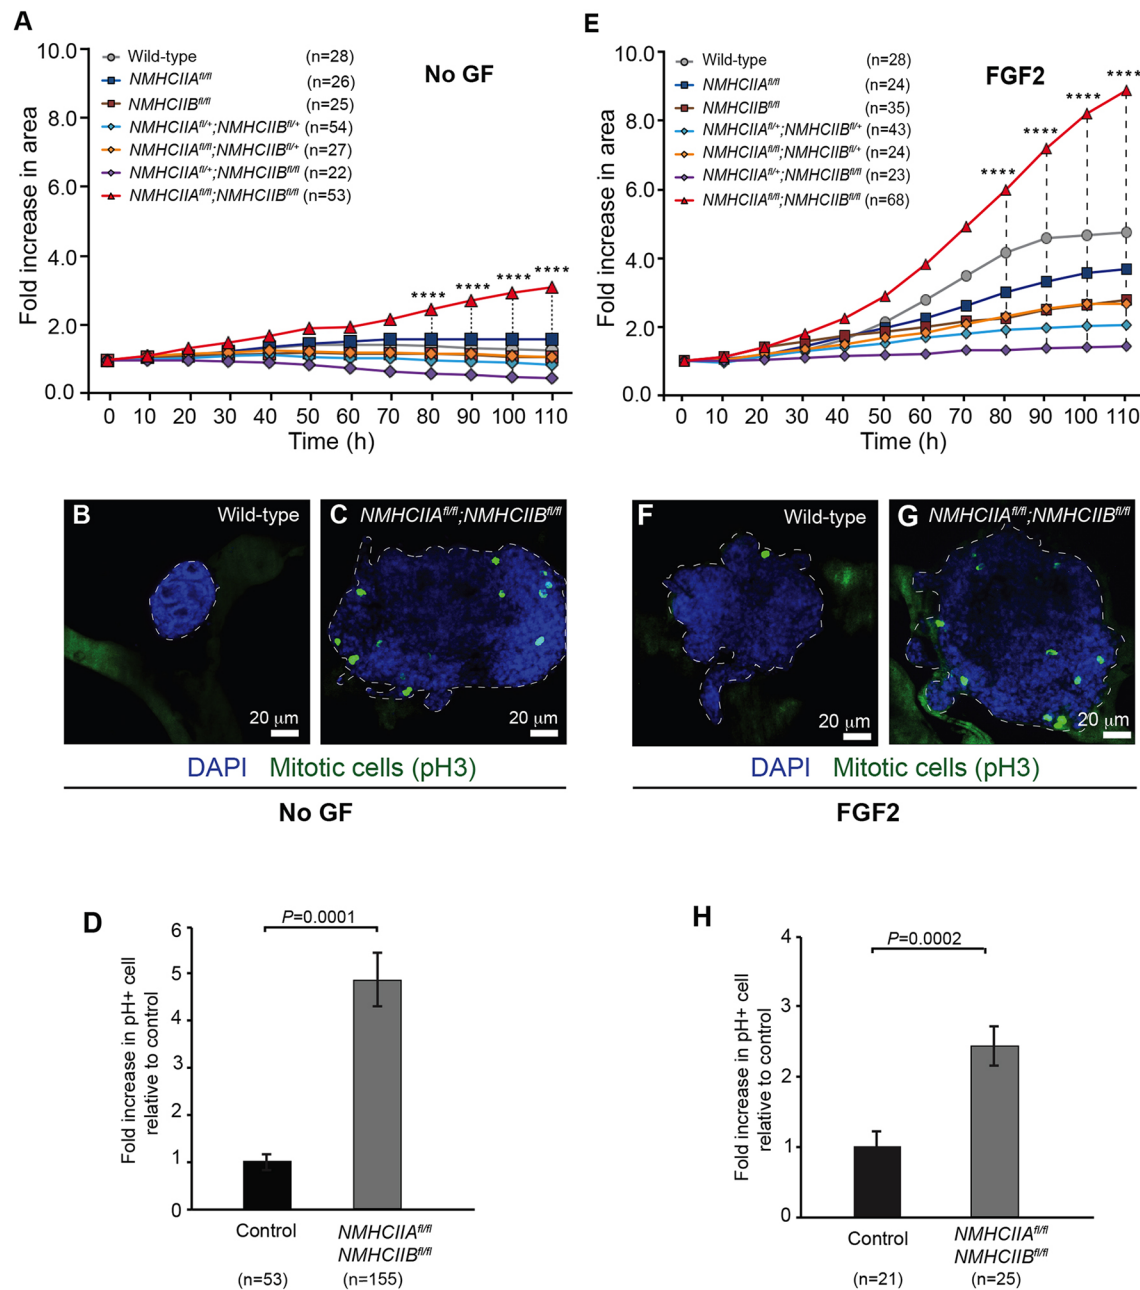 A
10.0
8.0
6.0
4.0
2.0
0.0
Fold increase in area
Wild-type (n=28)
NMHCIIAfl/fl (n=26)
NMHCIIBfl/fl (n=25)
NMHCIIAfl/+;NMHCIIBfl/+ (n=54)
NMHCIIAfl/fl;NMHCIIBfl/+ (n=27)
NMHCIIAfl/+;NMHCIIBfl/fl (n=22)
NMHCIIAfl/fl;NMHCIIBfl/fl (n=53)
No GF
**** **** **** ****
0 10 20 30 40 50 60 70 80 90 100 110
Time (h)
E
10.0
8.0
6.0
4.0
2.0
0.0
Fold increase in area
Wild-type (n=28)
NMHCIIAfl/fl (n=24)
NMHCIIBfl/fl (n=35)
NMHCIIAfl/+;NMHCIIBfl/+ (n=43)
NMHCIIAfl/fl;NMHCIIBfl/+ (n=24)
NMHCIIAfl/+;NMHCIIBfl/fl (n=23)
NMHCIIAfl/fl;NMHCIIBfl/fl (n=68)
FGF2
**** **** **** ****
0 10 20 30 40 50 60 70 80 90 100 110
Time (h)
B Wild-type
20 µm
C NMHCIIAfl/fl;NMHCIIBfl/fl
20 µm
DAPI Mitotic cells (pH3)
No GF
F Wild-type
20 µm
G NMHCIIAfl/fl;NMHCIIBfl/fl
20 µm
DAPI Mitotic cells (pH3)
FGF2
D
Fold increase in pH+ cell
relative to control
6
5
4
3
2
1
0
P=0.0001
Control
NMHCIIAfl/fl
NMHCIIBfl/fl
(n=53) (n=155)
H
Fold increase in pH+ cell
relative to control
4
3
2
1
0
P=0.0002
Control
NMHCIIAfl/fl
NMHCIIBfl/fl
(n=21) (n=25)